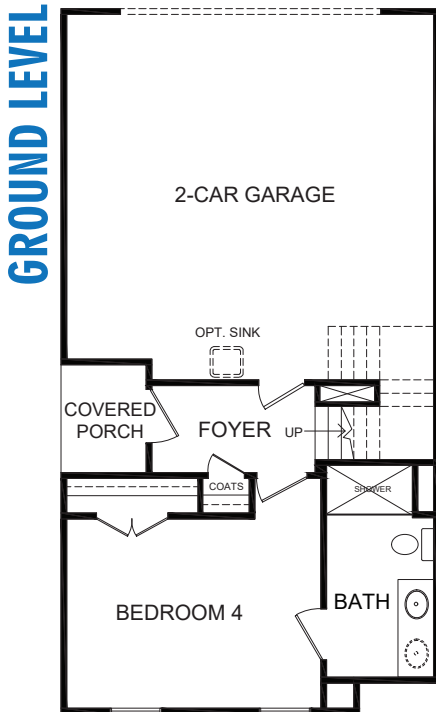 GROUND LEVEL
2-CAR GARAGE
OPT. SINK
COVERED
PORCH
FOYER
UP
COATS
SHOWER
BEDROOM 4
BATH